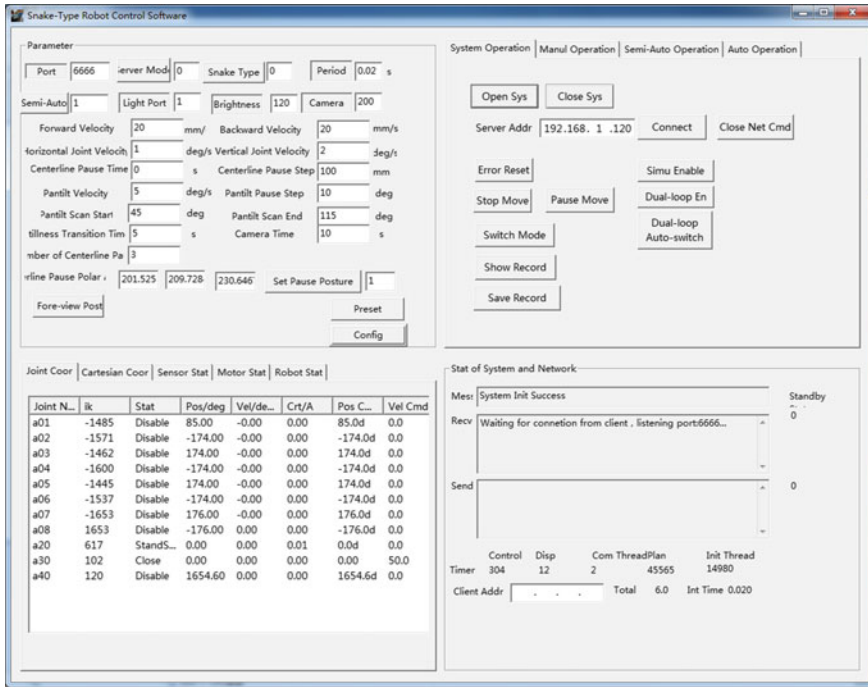 Snake-Type Robot Control Software
Parameter
Port 6666 Server Mod 0 Snake Type 0 Period 0.02 s
Semi-Auto 1 Light Port 1 Brightness 120 Camera 200
Forward Velocity 20 mm/ Backward Velocity 20 mm/s
Horizontal Joint Velocity 1 deg/s Vertical Joint Velocity 2 deg/s
Centerline Pause Time 0 s Centerline Pause Step 100 mm
Pantilt Velocity 5 deg/s Pantilt Pause Step 10 deg
Pantilt Scan Start 45 deg Pantilt Scan End 115 deg
tillness Transition Tim 5 s Camera Time 10 s
mber of Centerline Pa 3
rline Pause Polar 201.525 209.728 230.646 Set Pause Posture 1
Fore-view Post
Preset
Config
System Operation Manul Operation Semi-Auto Operation Auto Operation
Open Sys Close Sys
Server Addr 192.168. 1 .120 Connect Close Net Cmd
Error Reset Simu Enable
Stop Move Pause Move Dual-loop En
Switch Mode Dual-loop
Auto-switch
Show Record
Save Record
Joint Coor Cartesian Coor Sensor Stat Motor Stat Robot Stat
Joint N... ik Stat Pos/deg Vel/de... Crt/A Pos C... Vel Cmd
a01 -1485 Disable 85.00 -0.00 0.00 85.0d 0.0
a02 -1571 Disable -174.00 -0.00 0.00 -174.0d 0.0
a03 -1462 Disable 174.00 -0.00 0.00 174.0d 0.0
a04 -1600 Disable -174.00 -0.00 0.00 -174.0d 0.0
a05 -1445 Disable 174.00 -0.00 0.00 174.0d 0.0
a06 -1537 Disable -174.00 -0.00 0.00 -174.0d 0.0
a07 -1653 Disable 176.00 -0.00 0.00 176.0d 0.0
a08 1653 Disable -176.00 0.00 0.00 -176.0d 0.0
a20 617 StandS... 0.00 0.00 0.01 0.0d 0.0
a30 102 Close 0.00 0.00 0.00 0.00 50.0
a40 120 Disable 1654.60 0.00 0.00 1654.6d 0.0
Stat of System and Network
Mes: System Init Success Standby
Recv Waiting for connetion from client , listening port:6666... 0
Send 0
Control Disp Com ThreadPlan Init Thread
Timer 304 12 2 45565 14980
Client Addr . . . Total 6.0 Int Time 0.020